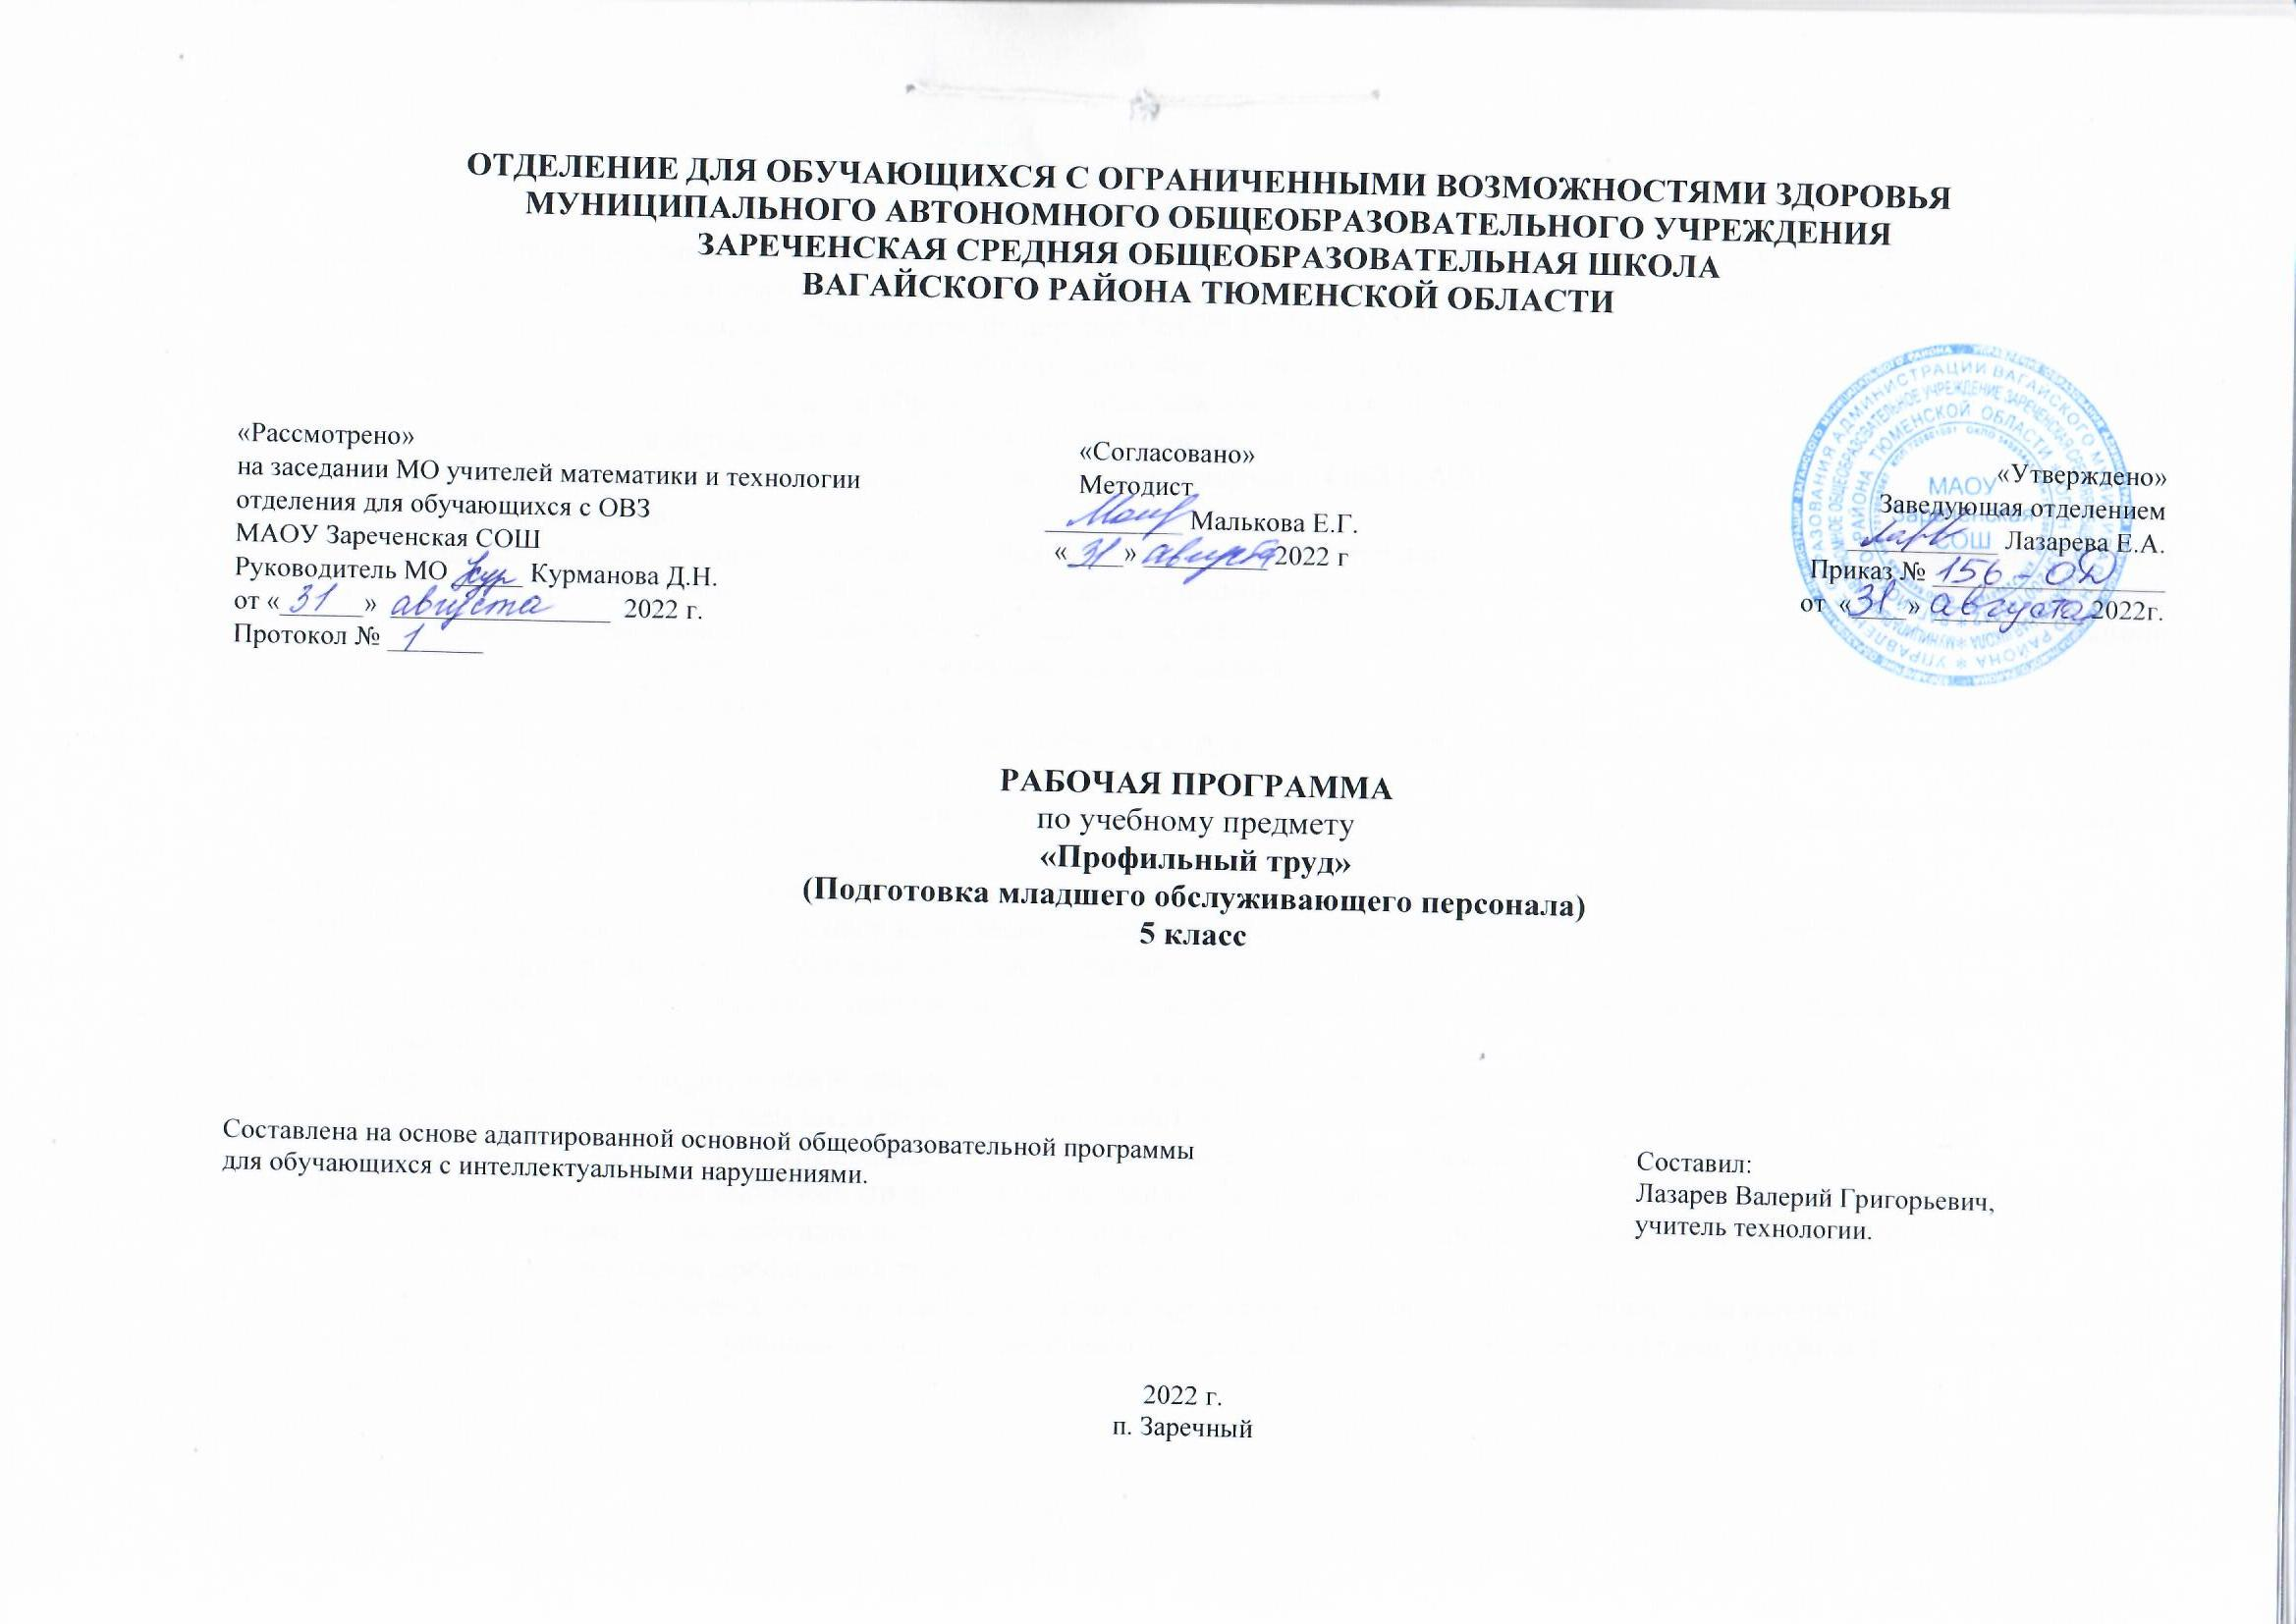 ОТДЕЛЕНИЕ ДЛЯ ОБУЧАЮЩИХСЯ С ОГРАНИЧЕННЫМИ ВОЗМОЖНОСТЯМИ ЗДОРОВЬЯ
МУНИЦИПАЛЬНОГО АВТОНОМНОГО ОБЩЕОБРАЗОВАТЕЛЬНОГО УЧРЕЖДЕНИЯ
ЗАРЕЧЕНСКАЯ СРЕДНЯЯ ОБЩЕОБРАЗОВАТЕЛЬНАЯ ШКОЛА
ВАГАЙСКОГО РАЙОНА ТЮМЕНСКОЙ ОБЛАСТИ
«Рассмотрено»
на заседании МО учителей математики и технологии
отделения для обучающихся с ОВЗ
МАОУ Зареченская СОШ
Руководитель МО Курманова Д.Н.
от «31» августа 2022 г.
Протокол № 1
«Согласовано»
Методист
Малькова Е.Г.
«31» августа 2022 г
«Утверждено»
Заведующая отделением
Лазарева Е.А.
Приказ № 156-ОД
от «31» августа 2022г.
МАОУ
Зареченская
СОШ
РАБОЧАЯ ПРОГРАММА
по учебному предмету
«Профильный труд»
(Подготовка младшего обслуживающего персонала)
5 класс
Составлена на основе адаптированной основной общеобразовательной программы
для обучающихся с интеллектуальными нарушениями.
Составил:
Лазарев Валерий Григорьевич,
учитель технологии.
2022 г.
п. Заречный